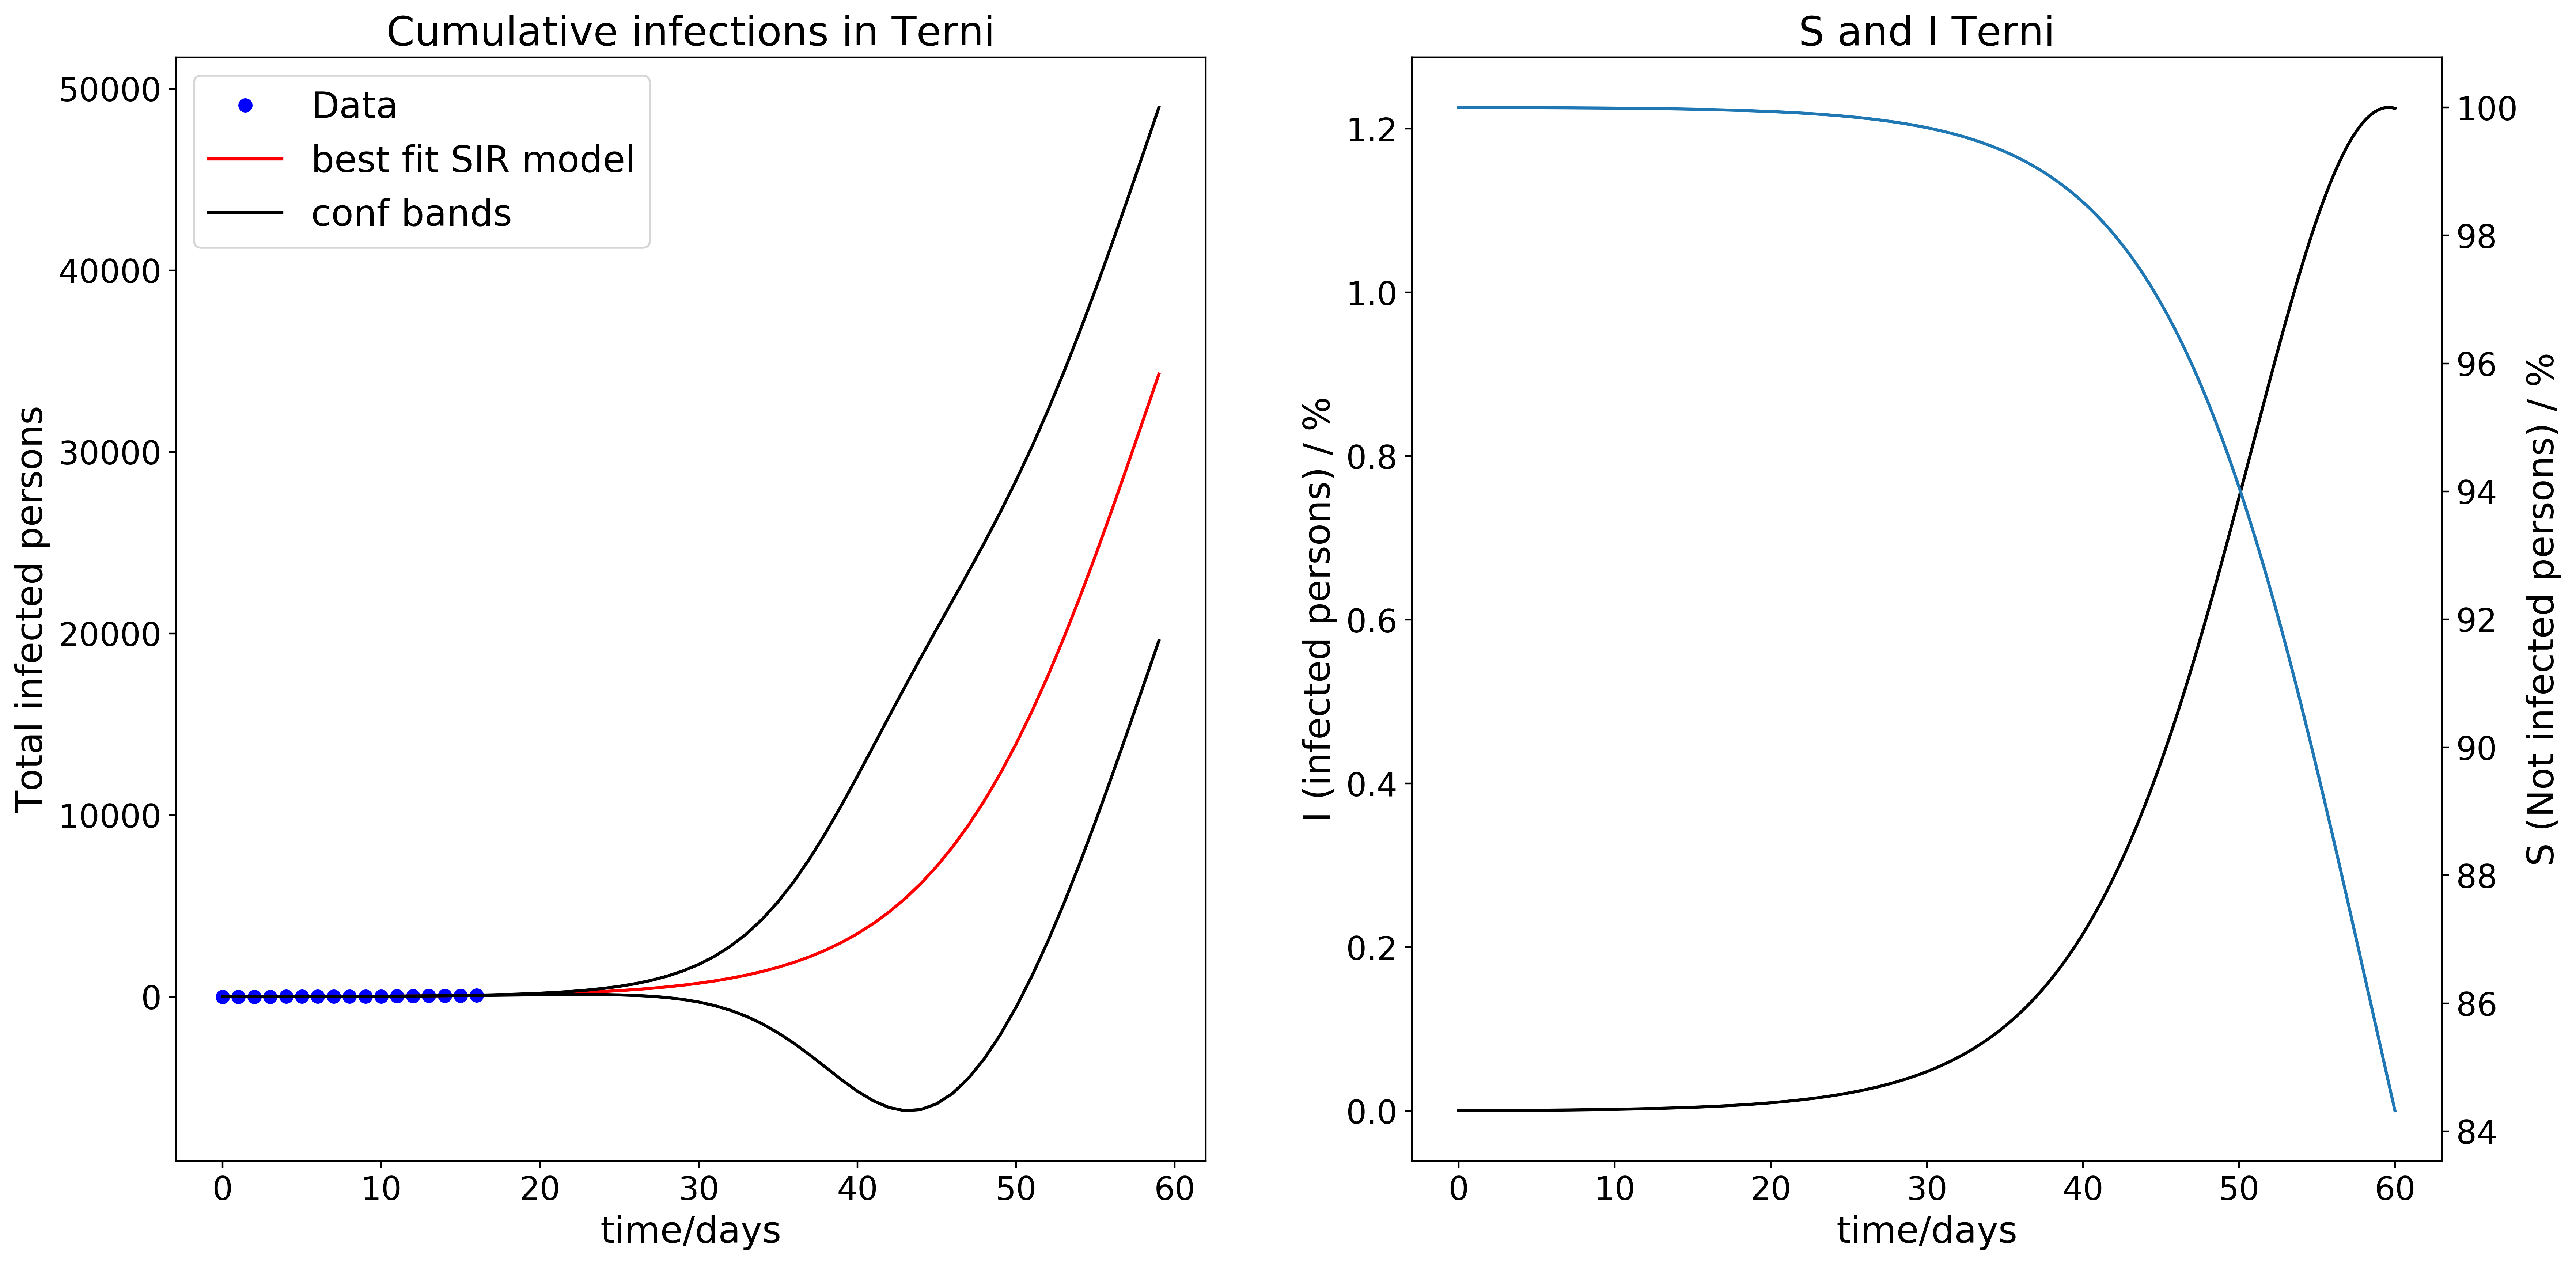 Cumulative infections in Terni
Data
best fit SIR model
conf bands
Total infected persons
50000
40000
30000
20000
10000
0
0 10 20 30 40 50 60
time/days
S and I Terni
I (infected persons) / %
1.2
1.0
0.8
0.6
0.4
0.2
0.0
0 10 20 30 40 50 60
time/days
100
98
96
94
92
90
88
86
84
S (Not infected persons) / %